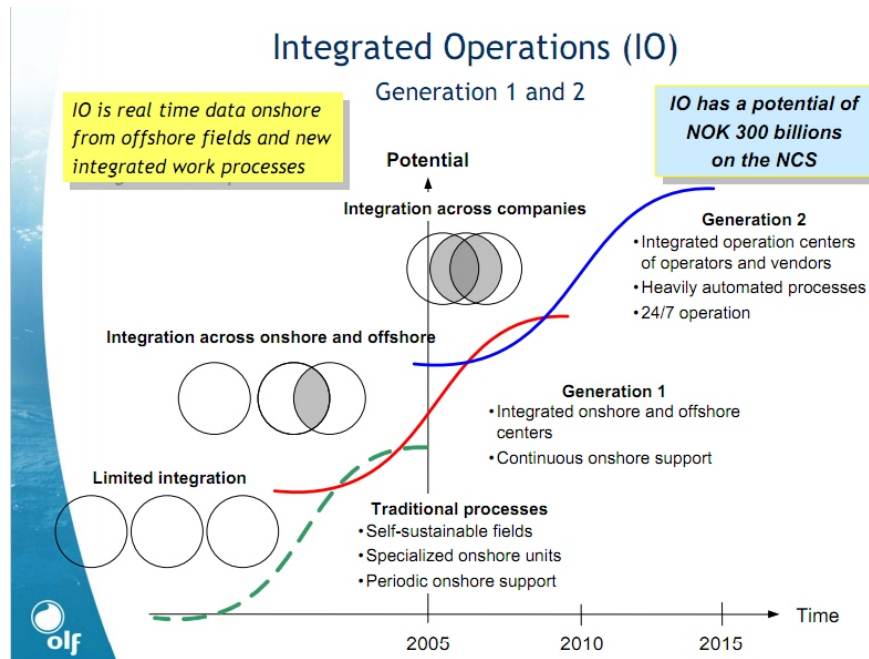 Integrated Operations (IO)
Generation 1 and 2
IO is real time data onshore
from offshore fields and new
integrated work processes
IO has a potential of
NOK 300 billions
on the NCS
Potential
Integration across companies
Generation 2
• Integrated operation centers
of operators and vendors
• Heavily automated processes
• 24/7 operation
Integration across onshore and offshore
Generation 1
• Integrated onshore and offshore
centers
• Continuous onshore support
Limited integration
Traditional processes
• Self-sustainable fields
• Specialized onshore units
• Periodic onshore support
Time
2005
2010
2015
olf